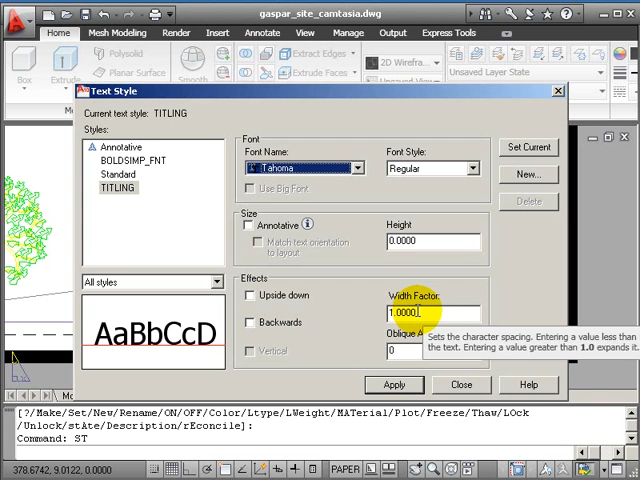 gaspar_site_camtasia.dwg
Home Mesh Modeling Render Insert Annotate View Manage Output Express Tools
Box
Extrude
Polysolid
Planar Surface
Smooth
Extrude Edges
Extrude Faces
2D Wirefram
Unsaved View
Unsaved Layer State
Text Style
Current text style: TITLING
Styles:
Annotative
BOLDSIMP_FNT
Standard
TITLING
All styles
AaBbCcD
Font
Font Name:
Tahoma
Use Big Font
Font Style:
Regular
Size
Annotative
Match text orientation
to layout
Height
0.0000
Effects
Upside down
Backwards
Vertical
Width Factor:
1.0000
Oblique A
0
Set Current
New...
Delete
Sets the character spacing. Entering a value less than
the text. Entering a value greater than 1.0 expands it.
Apply Close Help
[?/Make/Set/New/Rename/ON/OFF/Color/Ltype/LWeight/MATerial/Plot/Freeze/Thaw/LOck
/Unlock/stAte/Description/rEconcile]:
Command: ST
378.6742, 9.0122, 0.0000
PAPER